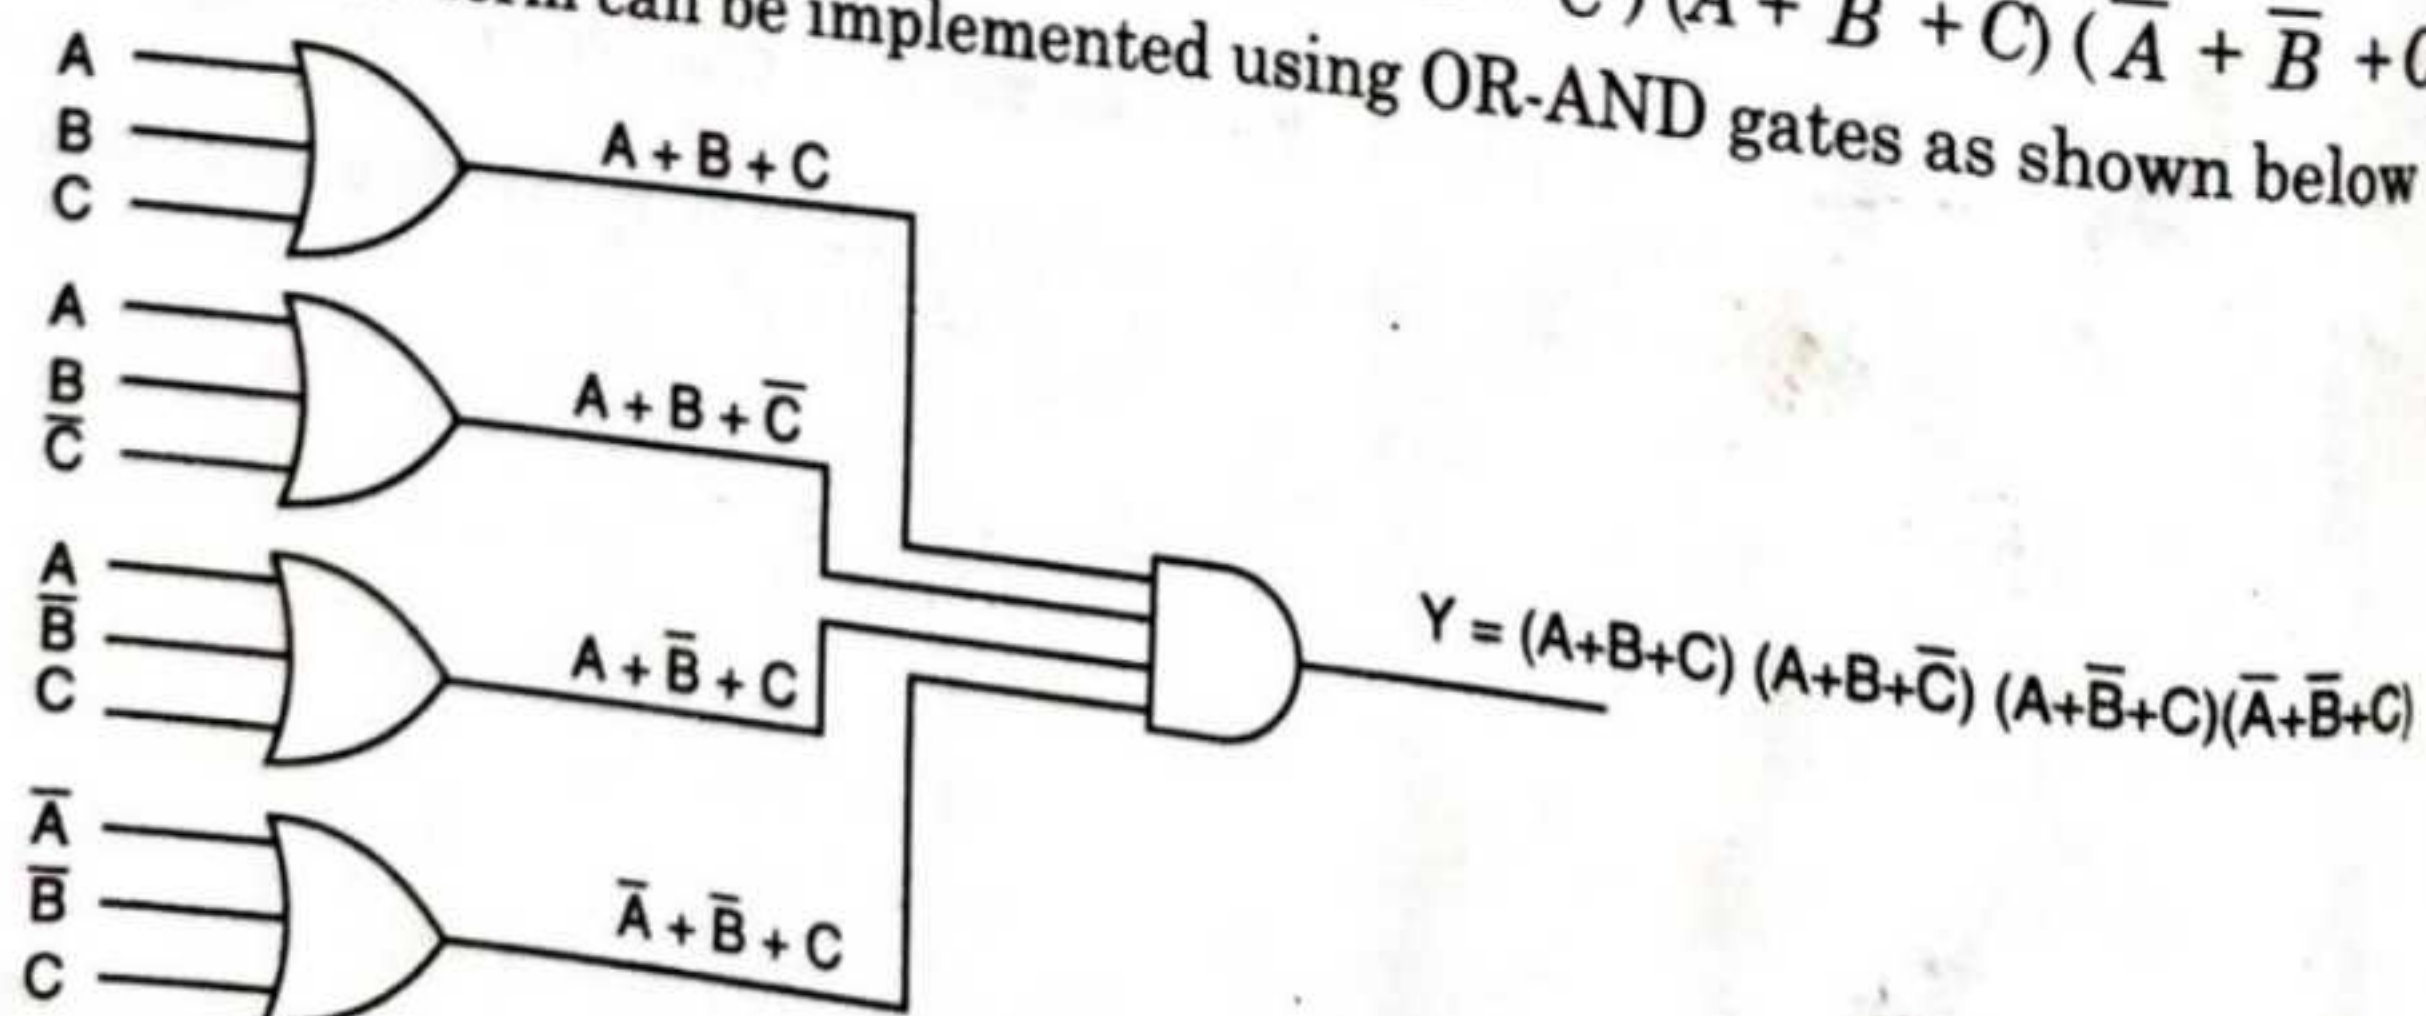 can be implemented using OR-AND gates as shown below
) (A + B̅ + C) ( A̅ + B̅ +
A
B
C
A + B + C
A
B
C̅
A + B + C̅
A
B̅
C
A + B̅ + C
A̅
B̅
C
A̅ + B̅ + C
Y = (A+B+C) (A+B+C̅) (A+B̅+C)(A̅+B̅+C)